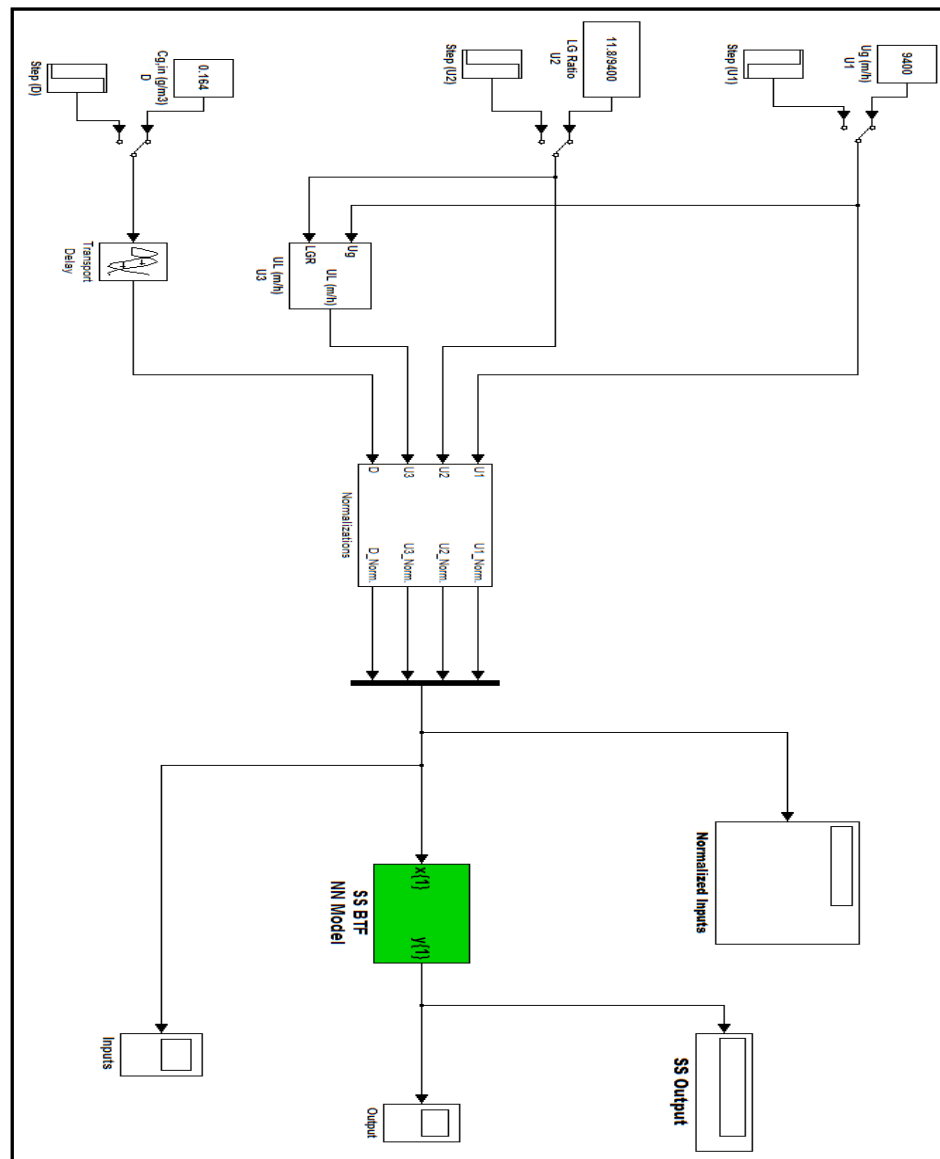 9400
Ug (m/h)
U1
Step (U1)
11.8/9400
LG Ratio
U2
Step (U2)
0.164
Cg,in (g/m3)
D
Step (D)
Ug
LGR
UL (m/h)
UL (m/h)
U3
Transport
Delay
U1
U2
U3
D
U1_Norm.
U2_Norm.
U3_Norm.
D_Norm.
Normalizations
Normalized Inputs
x{1}
y{1}
SS BTF
NN Model
SS Output
Output
Inputs